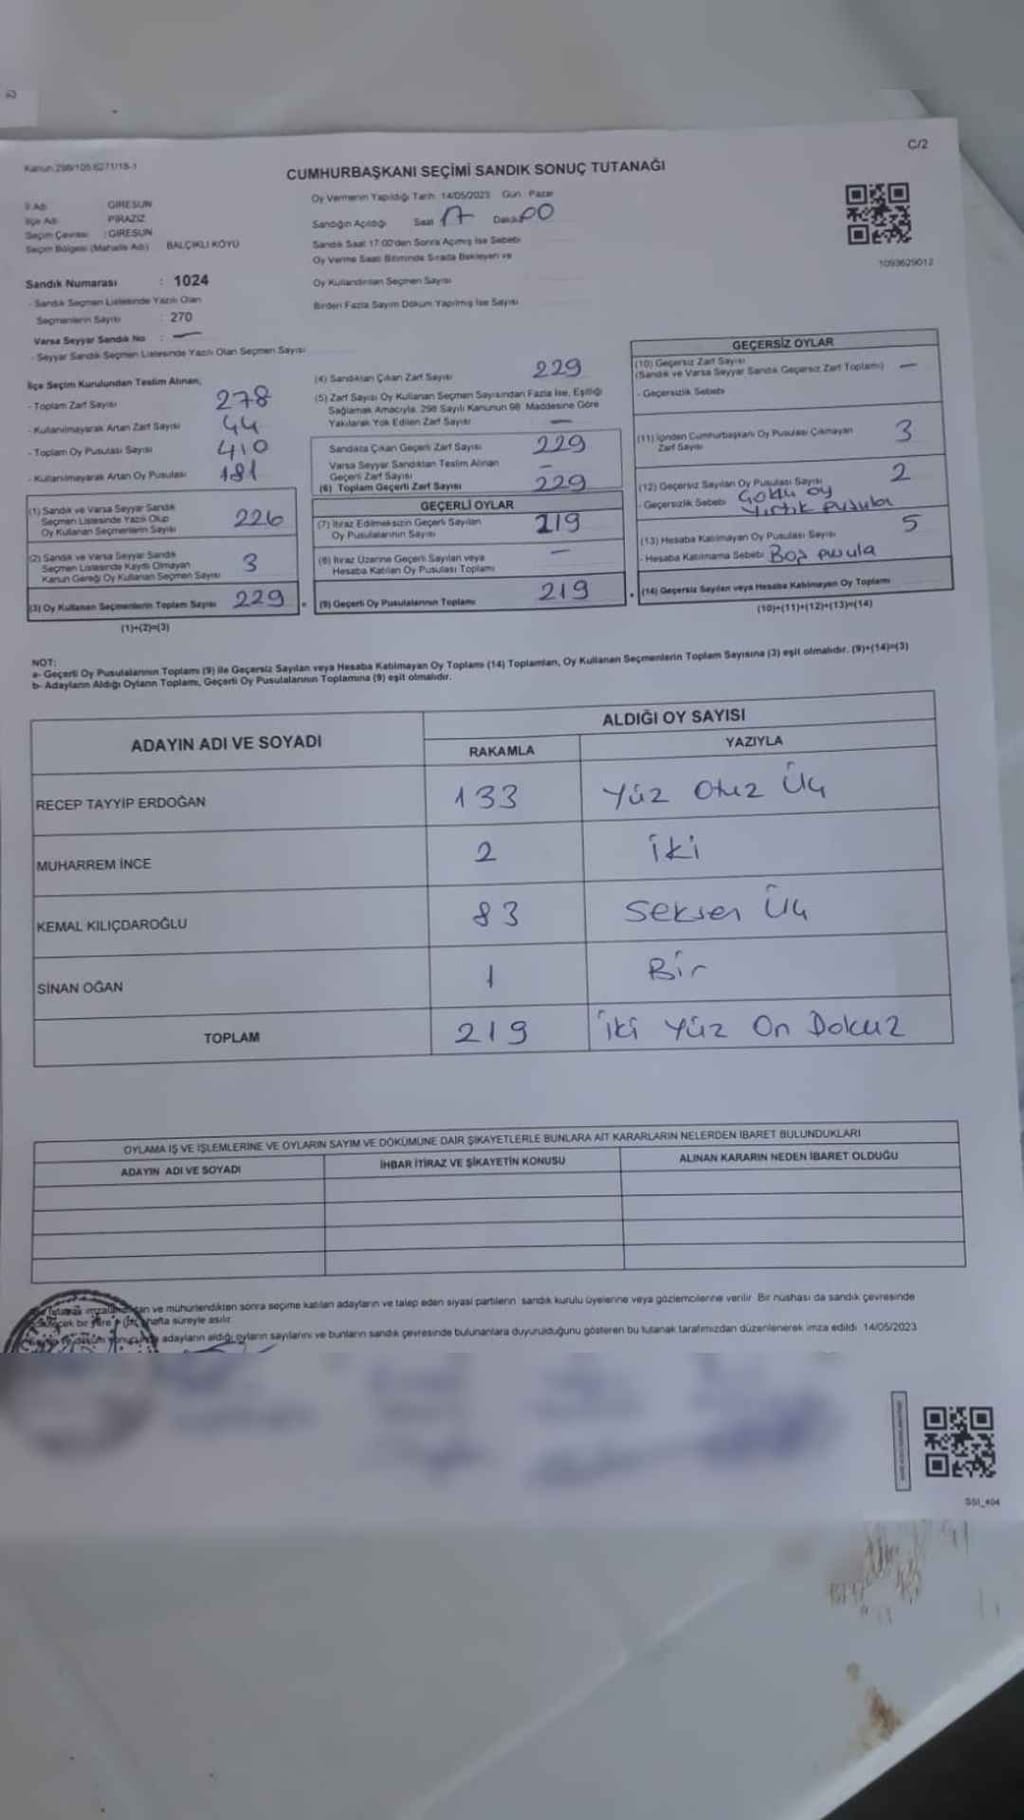 C/2
Kanun:298/105.6271/18-1
CUMHURBAŞKANI SEÇİMİ SANDIK SONUÇ TUTANAĞI
İl Adı : GİRESUN
İlçe Adı : PİRAZİZ
Seçim Çevresi : GİRESUN
Seçim Bölgesi (Mahalle Adı) BALÇIKLI KÖYÜ
Sandık Numarası : 1024
- Sandık Seçmen Listesinde Yazılı Olan
Seçmenlerin Sayısı : 270
Varsa Seyyar Sandık No : —
- Seyyar Sandık Seçmen Listesinde Yazılı Olan Seçmen Sayısı
Oy Vermenin Yapıldığı Tarih: 14/05/2023 Gün: Pazar
Sandığın Açıldığı Saat 17 Dakika 00
Sandık Saat 17.00'den Sonra Açılmış İse Sebebi
Oy Verme Saati Bitiminde Sırada Bekleyen ve
Oy Kullandırılan Seçmen Sayısı
Birden Fazla Sayım Döküm Yapılmış İse Sayısı
1093629012
İlçe Seçim Kurulundan Teslim Alınan;
- Toplam Zarf Sayısı 278
- Kullanılmayarak Artan Zarf Sayısı 44
- Toplam Oy Pusulası Sayısı 410
- Kullanılmayarak Artan Oy Pusulası 181
(1) Sandık ve Varsa Seyyar Sandık
Seçmen Listesinde Yazılı Olup
Oy Kullanan Seçmenlerin Sayısı 226
(2) Sandık ve Varsa Seyyar Sandık
Seçmen Listesinde Kayıtlı Olmayan
Kanun Gereği Oy Kullanan Seçmen Sayısı 3
(3) Oy Kullanan Seçmenlerin Toplam Sayısı 229
(1)+(2)=(3)
(4) Sandıktan Çıkan Zarf Sayısı 229
(5) Zarf Sayısı Oy Kullanan Seçmen Sayısından Fazla İse, Eşitliği
Sağlamak Amacıyla, 298 Sayılı Kanunun 98. Maddesine Göre
Yakılarak Yok Edilen Zarf Sayısı —
Sandıkta Çıkan Geçerli Zarf Sayısı 229
Varsa Seyyar Sandıktan Teslim Alınan
Geçerli Zarf Sayısı —
(6) Toplam Geçerli Zarf Sayısı 229
GEÇERLİ OYLAR
(7) İtiraz Edilmeksizin Geçerli Sayılan
Oy Pusulalarının Sayısı 219
(8) İtiraz Üzerine Geçerli Sayılan veya
Hesaba Katılan Oy Pusulası Toplamı —
(9) Geçerli Oy Pusulalarının Toplamı 219
GEÇERSİZ OYLAR
(10) Geçersiz Zarf Sayısı
(Sandık ve Varsa Seyyar Sandık Geçersiz Zarf Toplamı) —
- Geçersizlik Sebebi
(11) İçinden Cumhurbaşkanı Oy Pusulası Çıkmayan
Zarf Sayısı 3
(12) Geçersiz Sayılan Oy Pusulası Sayısı 2
- Geçersizlik Sebebi Çoklu oy
Yırtık pusula
(13) Hesaba Katılmayan Oy Pusulası Sayısı 5
- Hesaba Katılmama Sebebi Boş pusula
(14) Geçersiz Sayılan veya Hesaba Katılmayan Oy Toplamı
(10)+(11)+(12)+(13)=(14)
NOT:
a- Geçerli Oy Pusulalarının Toplamı (9) ile Geçersiz Sayılan veya Hesaba Katılmayan Oy Toplamı (14) Toplamları, Oy Kullanan Seçmenlerin Toplam Sayısına (3) eşit olmalıdır. (9)+(14)=(3)
b- Adayların Aldığı Oyların Toplamı, Geçerli Oy Pusulalarının Toplamına (9) eşit olmalıdır.
ADAYIN ADI VE SOYADI ALDIĞI OY SAYISI
RAKAMLA YAZIYLA
RECEP TAYYİP ERDOĞAN 133 Yüz Otuz Üç
MUHARREM İNCE 2 İki
KEMAL KILIÇDAROĞLU 83 Seksen Üç
SİNAN OĞAN 1 Bir
TOPLAM 219 İki Yüz On Dokuz
OYLAMA İŞ VE İŞLEMLERİNE VE OYLARIN SAYIM VE DÖKÜMÜNE DAİR ŞİKAYETLERLE BUNLARA AİT KARARLARIN NELERDEN İBARET BULUNDUKLARI
ADAYIN ADI VE SOYADI İHBAR İTİRAZ VE ŞİKAYETİN KONUSU ALINAN KARARIN NEDEN İBARET OLDUĞU
ve mühürlendikten sonra seçime katılan adayların ve talep eden siyasi partilerin sandık kurulu üyelerine veya gözlemcilerine verilir. Bir nüshası da sandık çevresinde
hafta süreyle asılır.
adayların aldığı oyların sayılarını ve bunların sandık çevresinde bulunanlara duyurulduğunu gösteren bu tutanak tarafımızdan düzenlenerek imza edildi. 14/05/2023
SSI_404